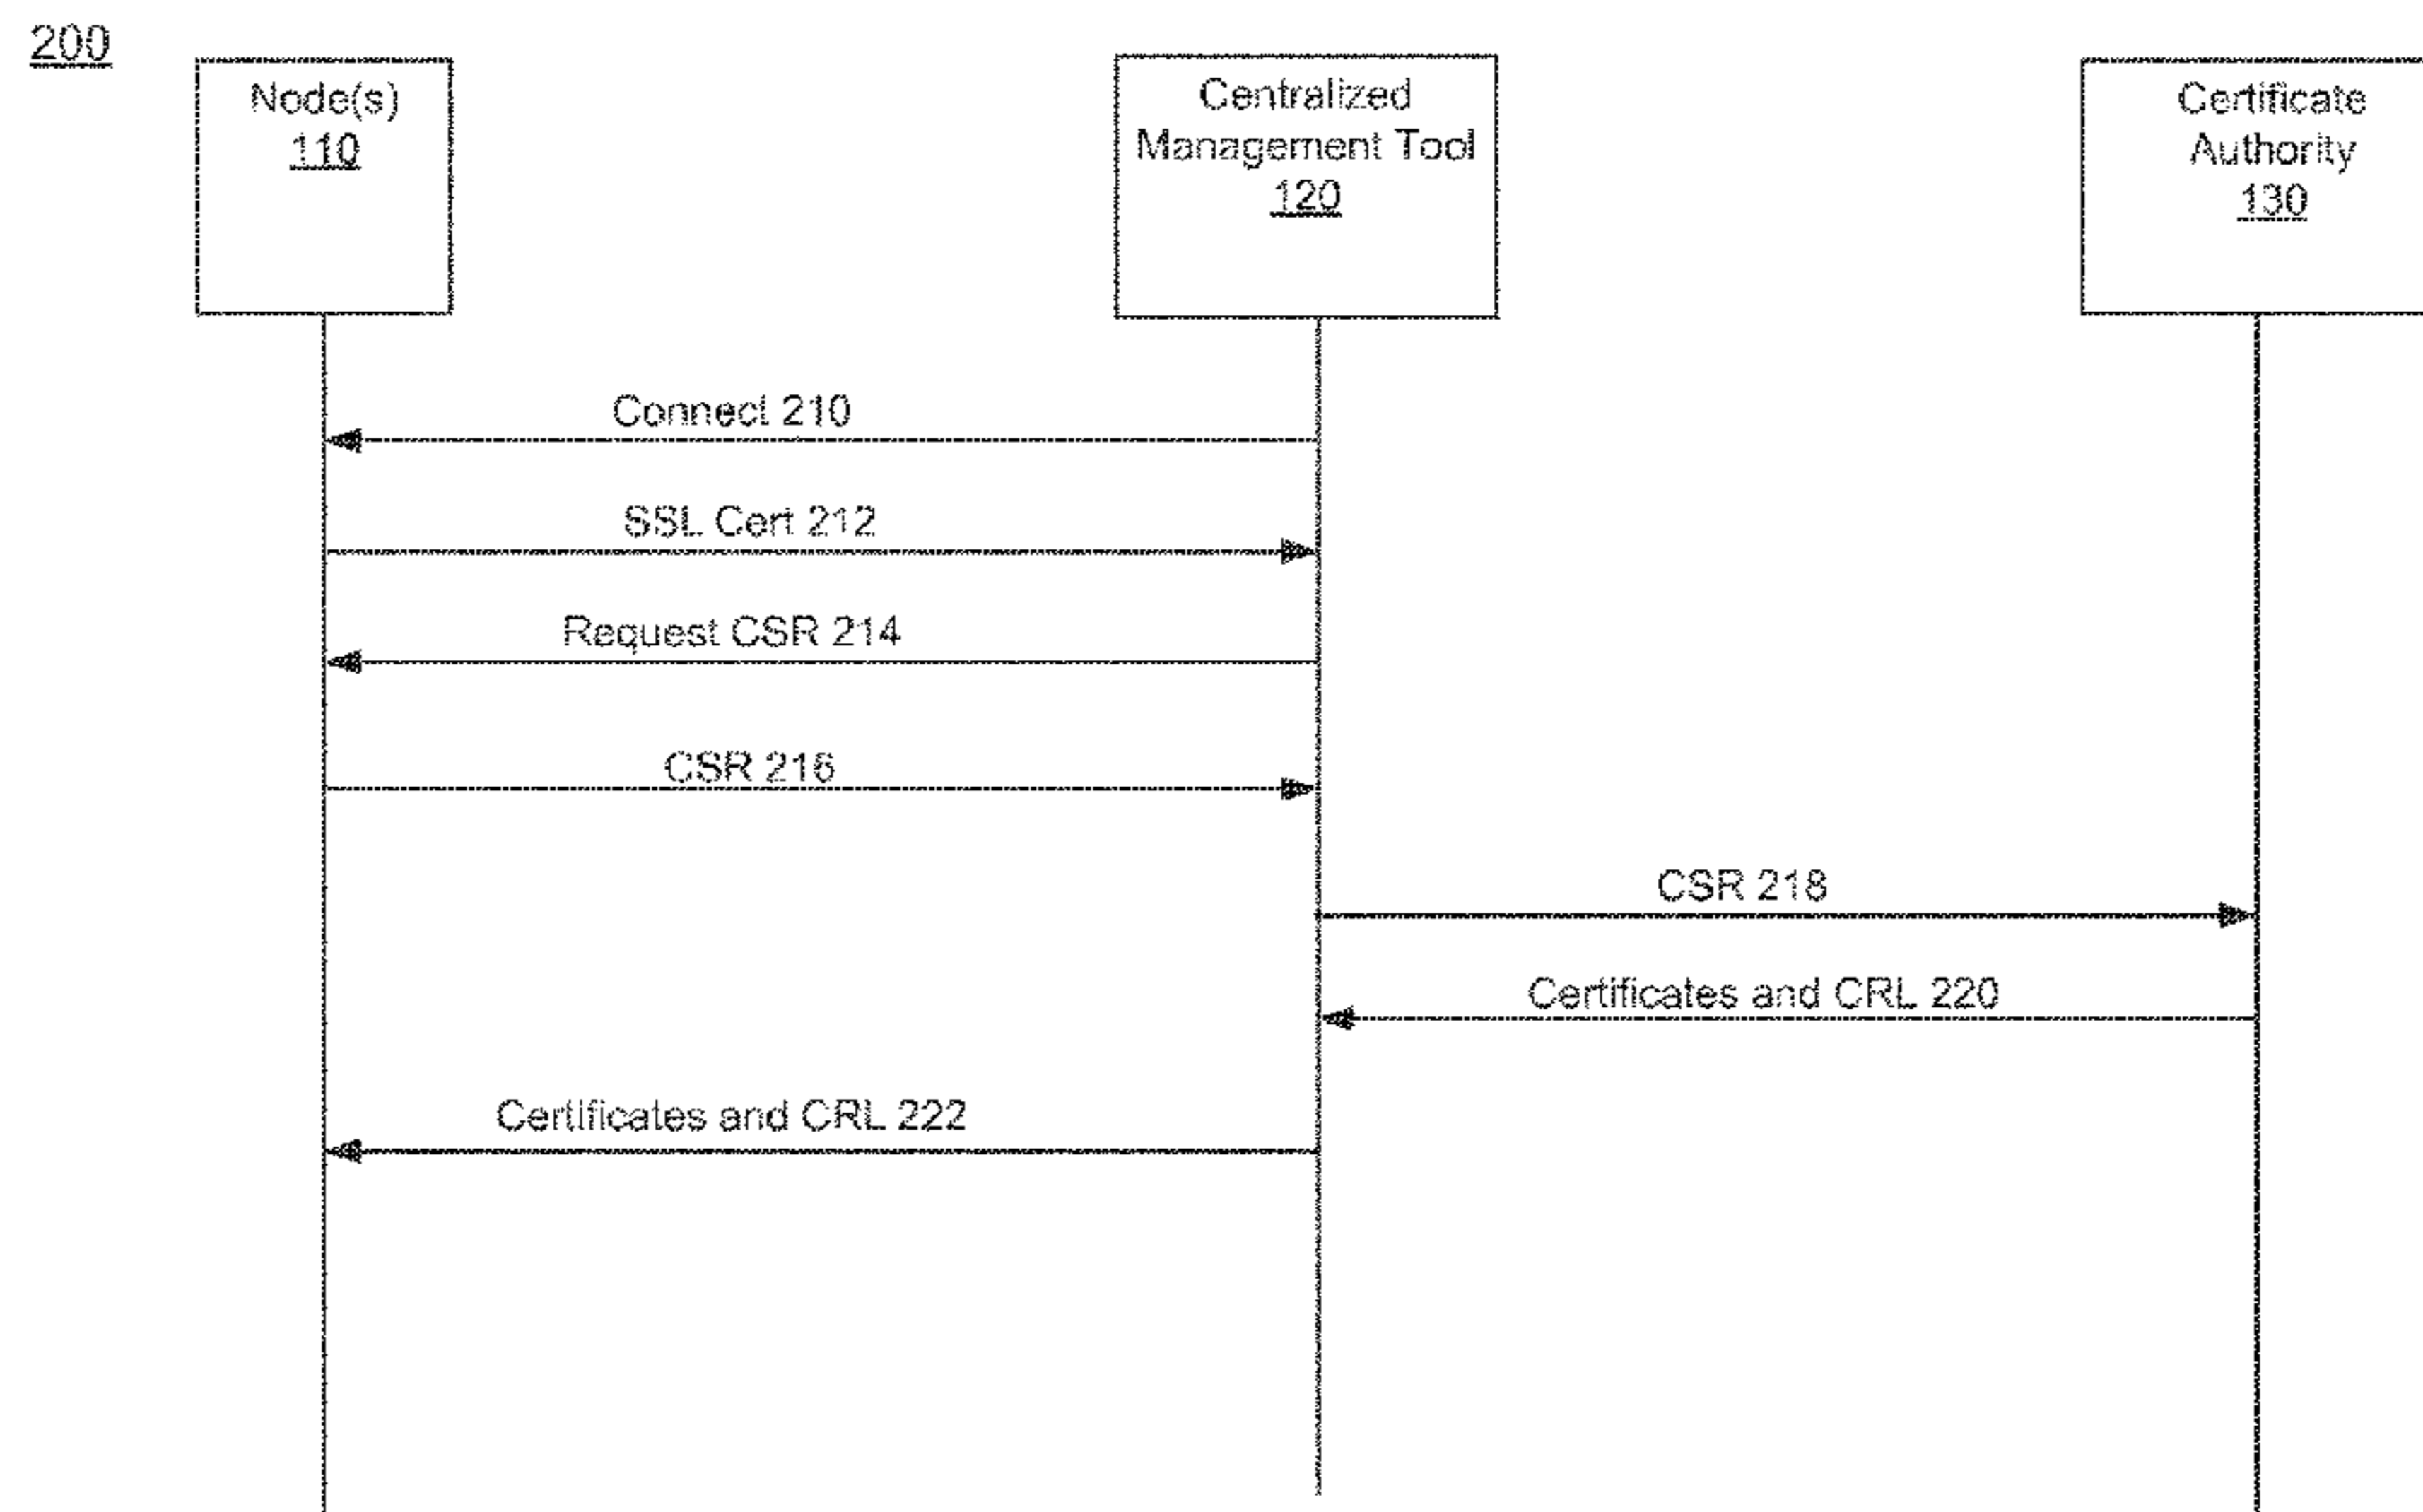 200
Node(s)
110
Centralized
Management Tool
120
Certificate
Authority
130
Connect 210
SSL Cert 212
Request CSR 214
CSR 216
CSR 218
Certificates and CRL 220
Certificates and CRL 222